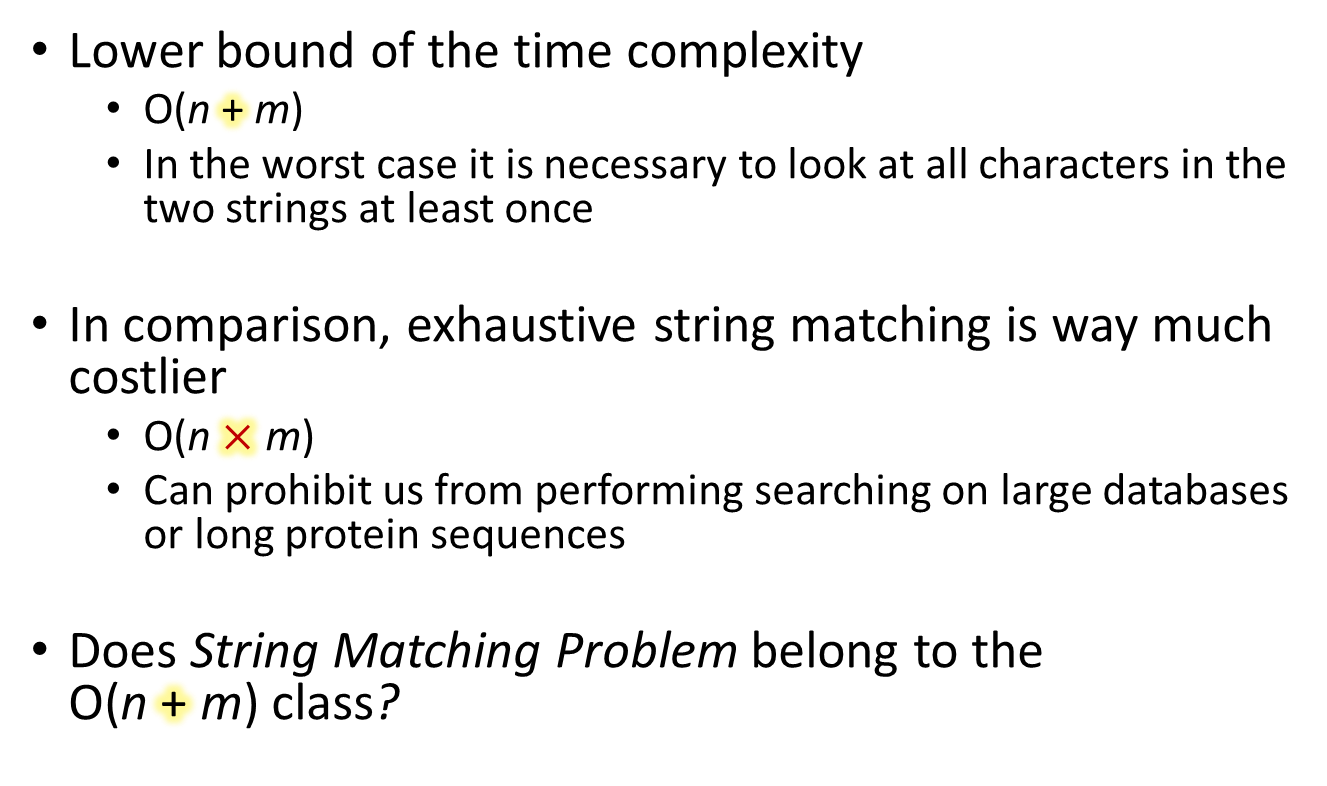 • Lower bound of the time complexity
• O(n + m)
• In the worst case it is necessary to look at all characters in the
two strings at least once
• In comparison, exhaustive string matching is way much
costlier
• O(n × m)
• Can prohibit us from performing searching on large databases
or long protein sequences
• Does String Matching Problem belong to the
O(n + m) class?